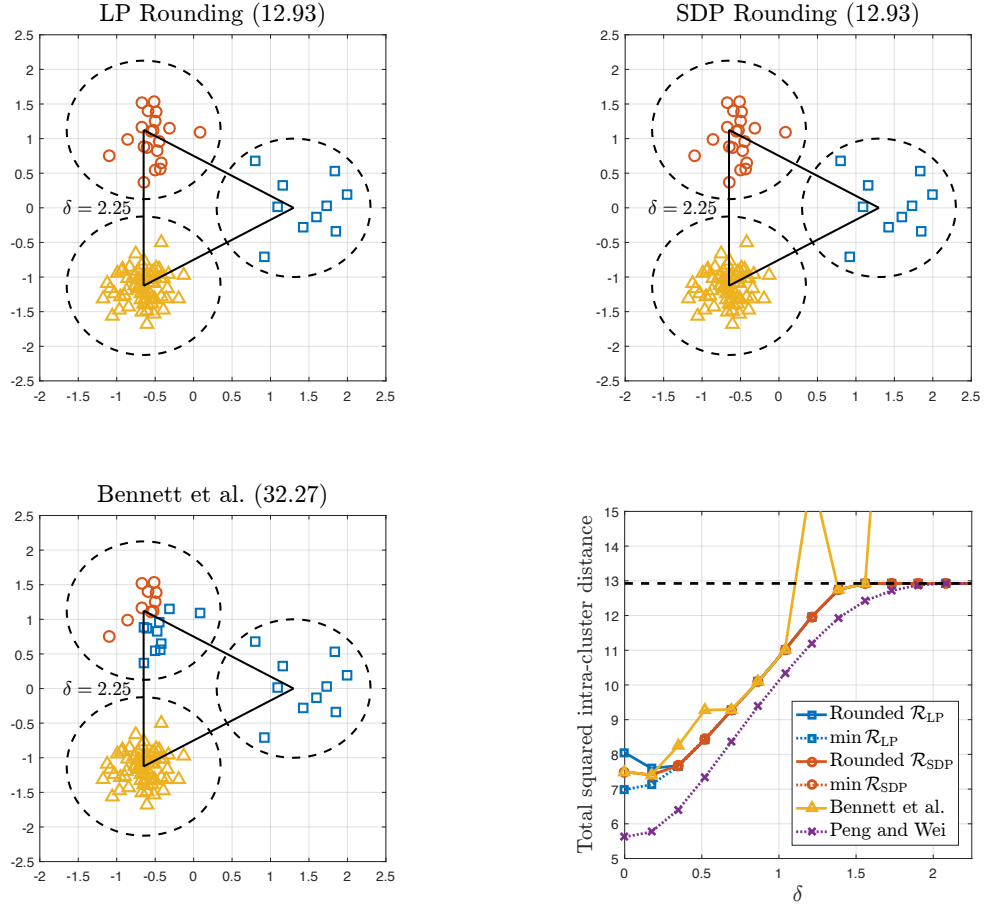 LP Rounding (12.93)
2.5
2
1.5
1
0.5
0
-0.5
-1
-1.5
-2
-2.5
δ = 2.25
-2 -1.5 -1 -0.5 0 0.5 1 1.5 2 2.5
SDP Rounding (12.93)
2.5
2
1.5
1
0.5
0
-0.5
-1
-1.5
-2
-2.5
δ = 2.25
-2 -1.5 -1 -0.5 0 0.5 1 1.5 2 2.5
Bennett et al. (32.27)
2.5
2
1.5
1
0.5
0
-0.5
-1
-1.5
-2
-2.5
δ = 2.25
-2 -1.5 -1 -0.5 0 0.5 1 1.5 2 2.5
Total squared intra-cluster distance
15
14
13
12
11
10
9
8
7
6
5
Rounded R_LP
min R_LP
Rounded R_SDP
min R_SDP
Bennett et al.
Peng and Wei
0 0.5 1 1.5 2
δ